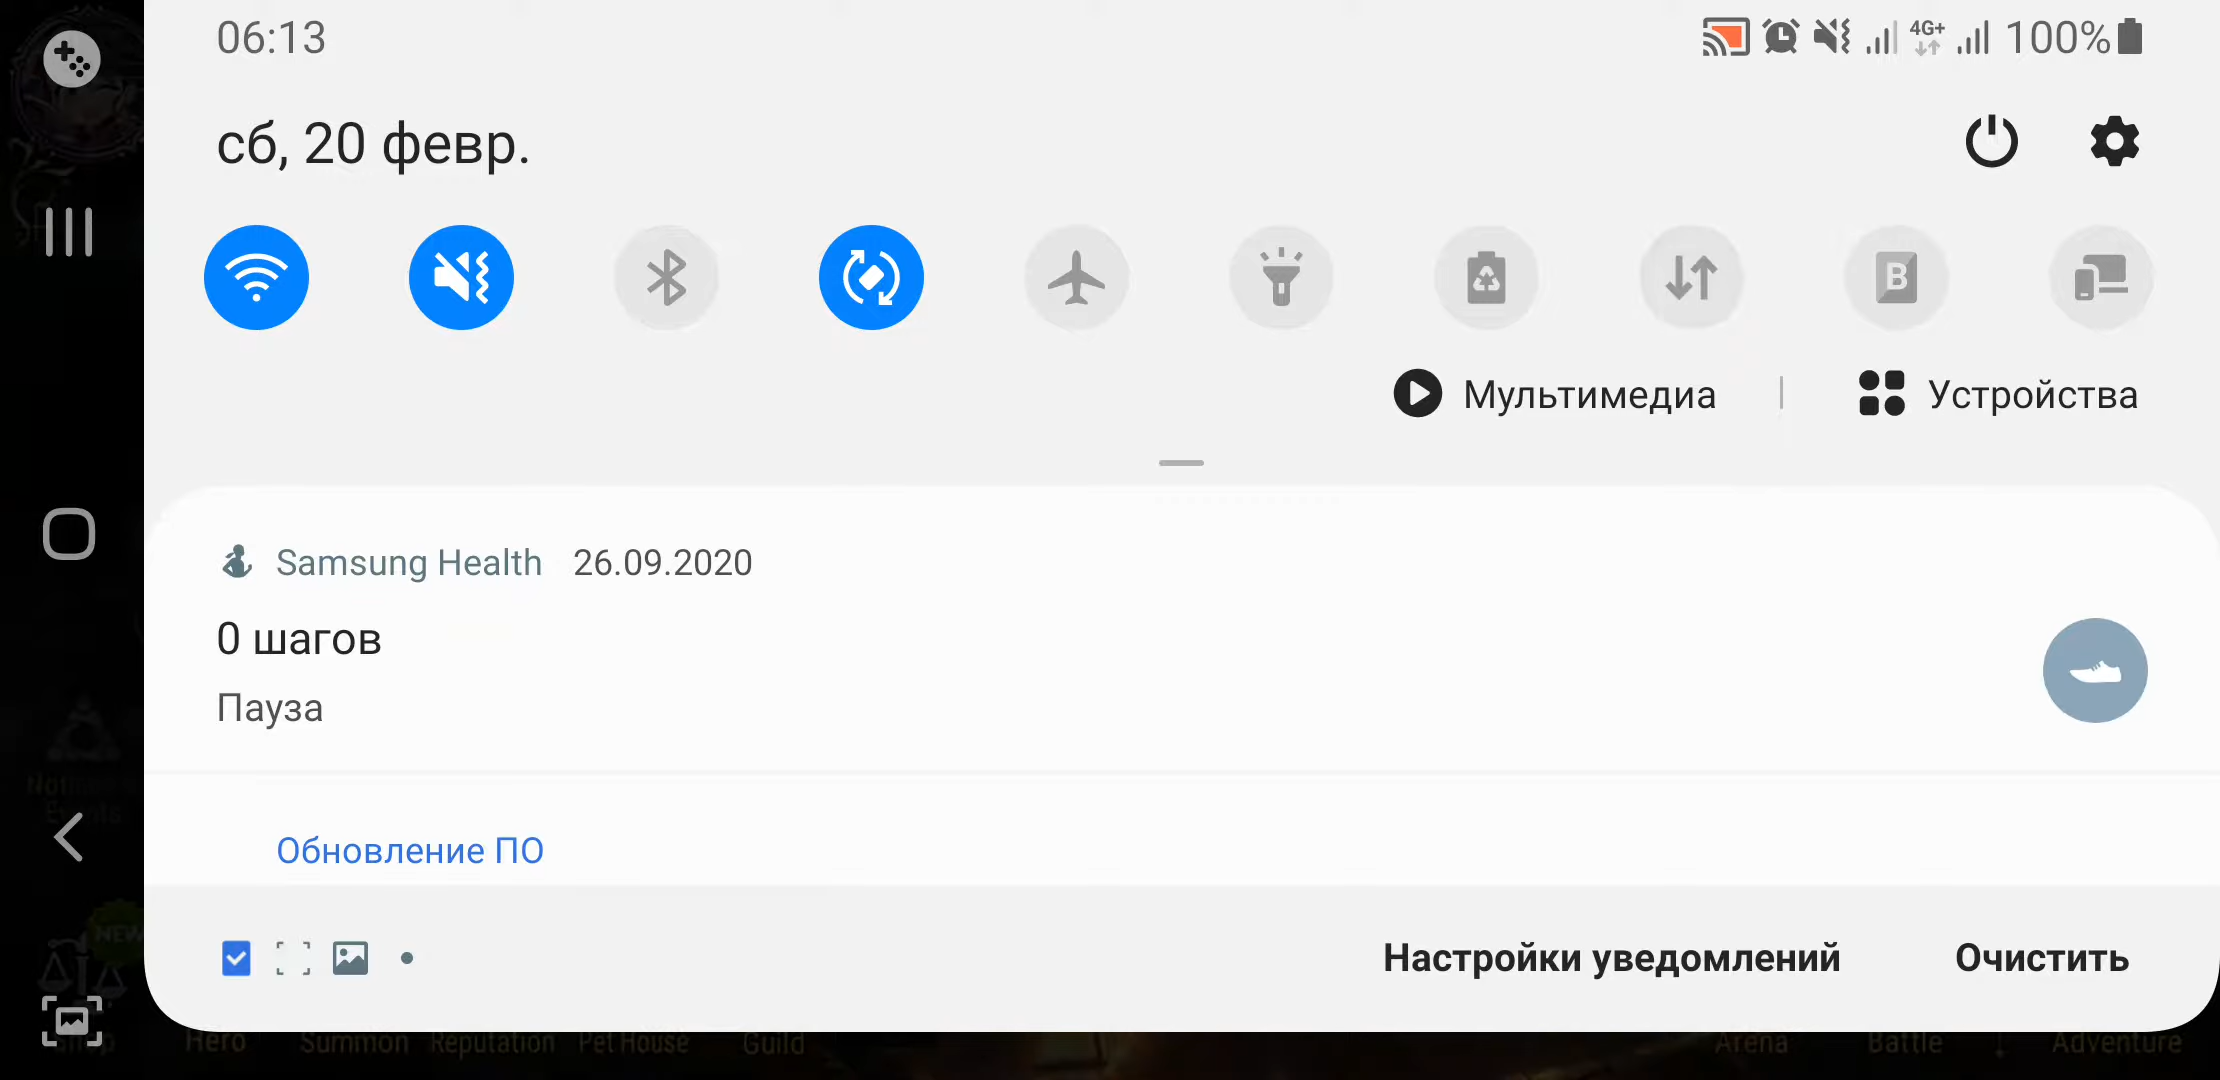 06:13
4G+
100%
сб, 20 февр.
B
Мультимедиа
Устройства
Samsung Health 26.09.2020
0 шагов
Пауза
Обновление ПО
NEW
Настройки уведомлений
Очистить
Hero
Summon
Reputation
Pet House
Guild
Arena
Battle
Adventure